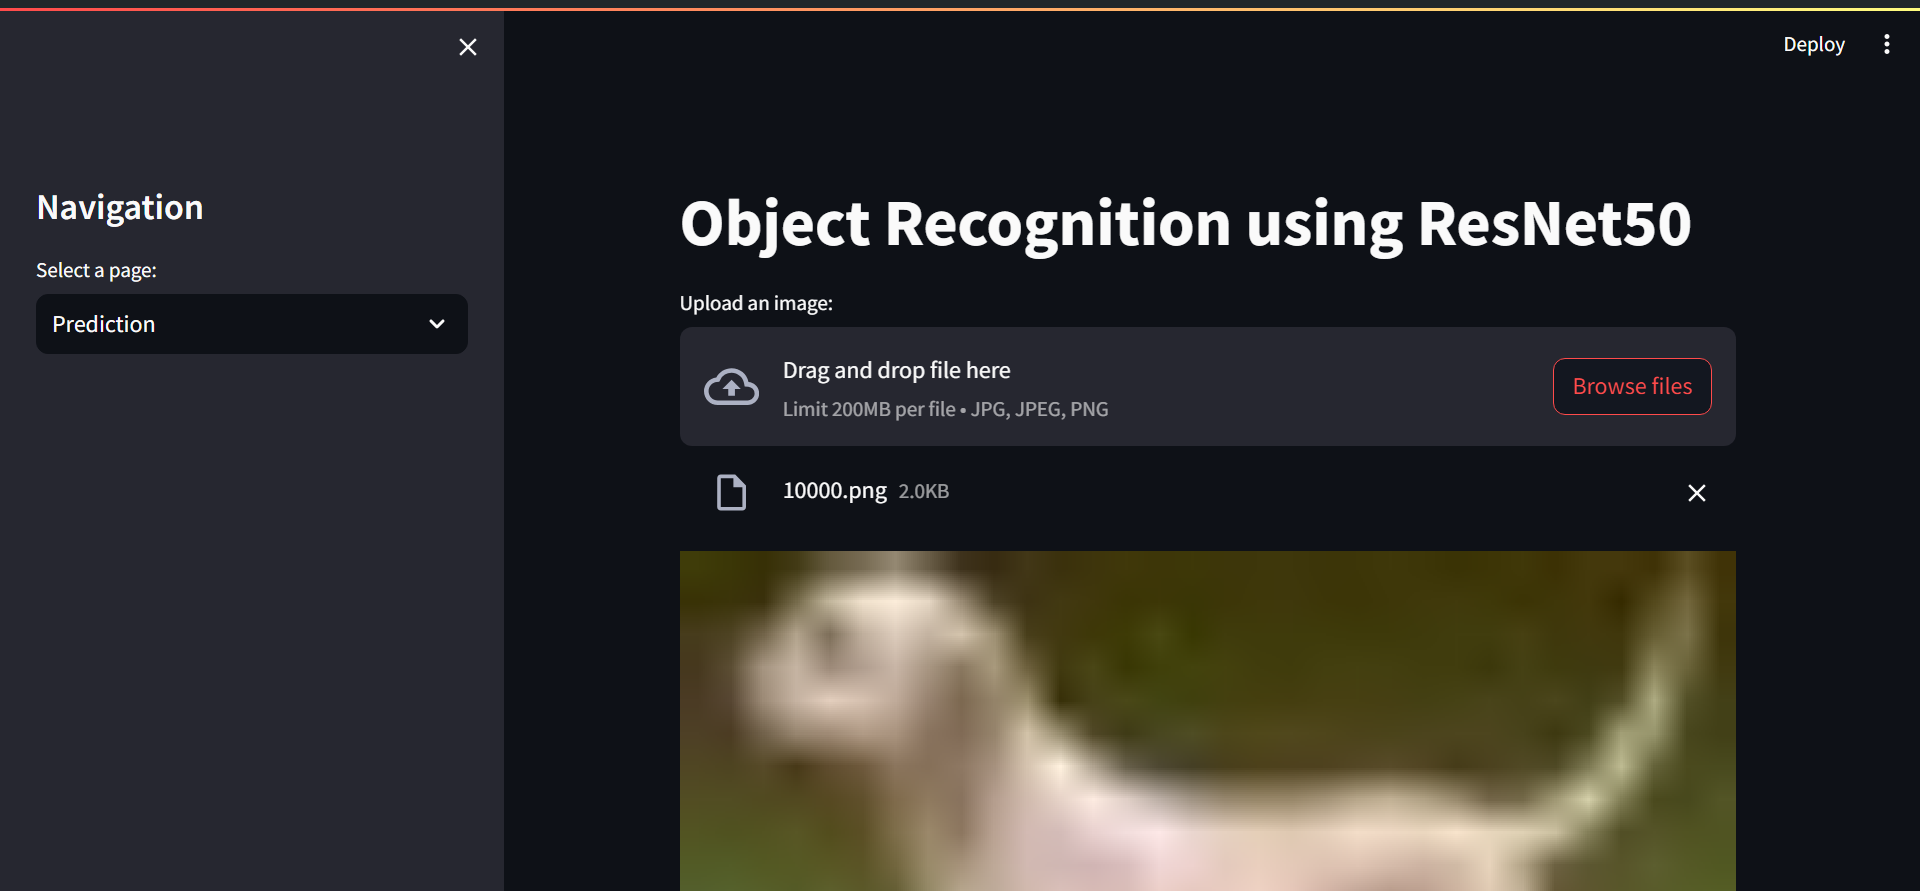 Deploy
Navigation
Select a page:
Prediction
Object Recognition using ResNet50
Upload an image:
Drag and drop file here
Limit 200MB per file • JPG, JPEG, PNG
Browse files
10000.png 2.0KB